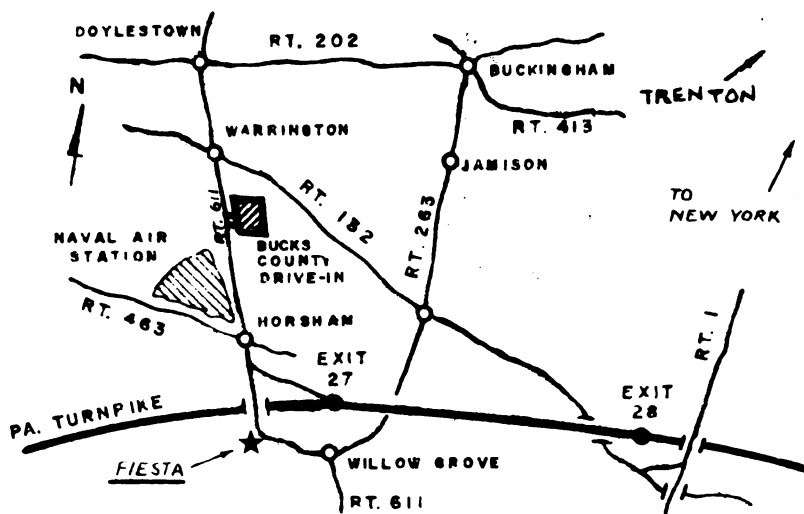 DOYLESTOWN
RT. 202
BUCKINGHAM
N
TRENTON
RT. 413
WARRINGTON
JAMISON
RT. 611
RT. 132
RT. 263
TO
NEW YORK
NAVAL AIR
STATION
BUCKS
COUNTY
DRIVE-IN
RT. 463
HORSHAM
RT. 1
EXIT
27
EXIT
28
PA. TURNPIKE
FIESTA
WILLOW GROVE
RT. 611